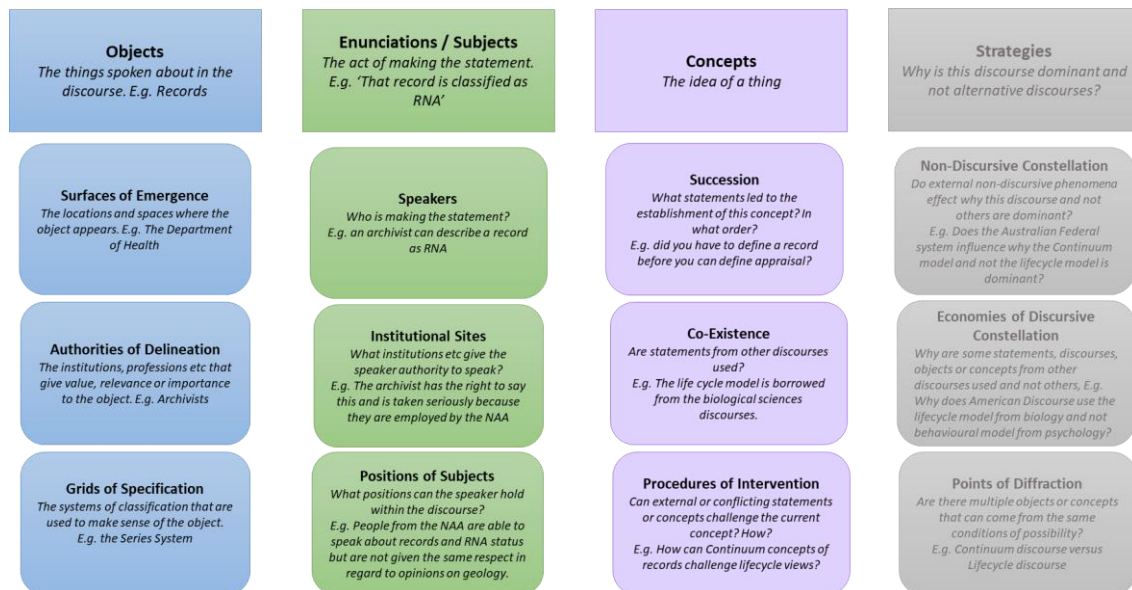 Objects
The things spoken about in the
discourse. E.g. Records
Surfaces of Emergence
The locations and spaces where the
object appears. E.g. The Department
of Health
Authorities of Delineation
The institutions, professions etc that
give value, relevance or importance
to the object. E.g. Archivists
Grids of Specification
The systems of classification that are
used to make sense of the object.
E.g. the Series System
Enunciations / Subjects
The act of making the statement.
E.g. ‘That record is classified as
RNA’
Speakers
Who is making the statement?
E.g. an archivist can describe a record
as RNA
Institutional Sites
What institutions etc give the
speaker authority to speak?
E.g. The archivist has the right to say
this and is taken seriously because
they are employed by the NAA
Positions of Subjects
What positions can the speaker hold
within the discourse?
E.g. People from the NAA are able to
speak about records and RNA status
but are not given the same respect in
regard to opinions on geology.
Concepts
The idea of a thing
Succession
What statements led to the
establishment of this concept? In
what order?
E.g. did you have to define a record
before you can define appraisal?
Co-Existence
Are statements from other discourses
used?
E.g. The life cycle model is borrowed
from the biological sciences
discourses.
Procedures of Intervention
Can external or conflicting statements
or concepts challenge the current
concept? How?
E.g. How can Continuum concepts of
records challenge lifecycle views?
Strategies
Why is this discourse dominant and
not alternative discourses?
Non-Discursive Constellation
Do external non-discursive phenomena
effect why this discourse and not
others are dominant?
E.g. Does the Australian Federal
system influence why the Continuum
model and not the lifecycle model is
dominant?
Economies of Discursive
Constellation
Why are some statements, discourses,
objects or concepts from other
discourses used and not others, E.g.
Why does American Discourse use the
lifecycle model from biology and not
behavioural model from psychology?
Points of Diffraction
Are there multiple objects or concepts
that can come from the same
conditions of possibility?
E.g. Continuum discourse versus
Lifecycle discourse